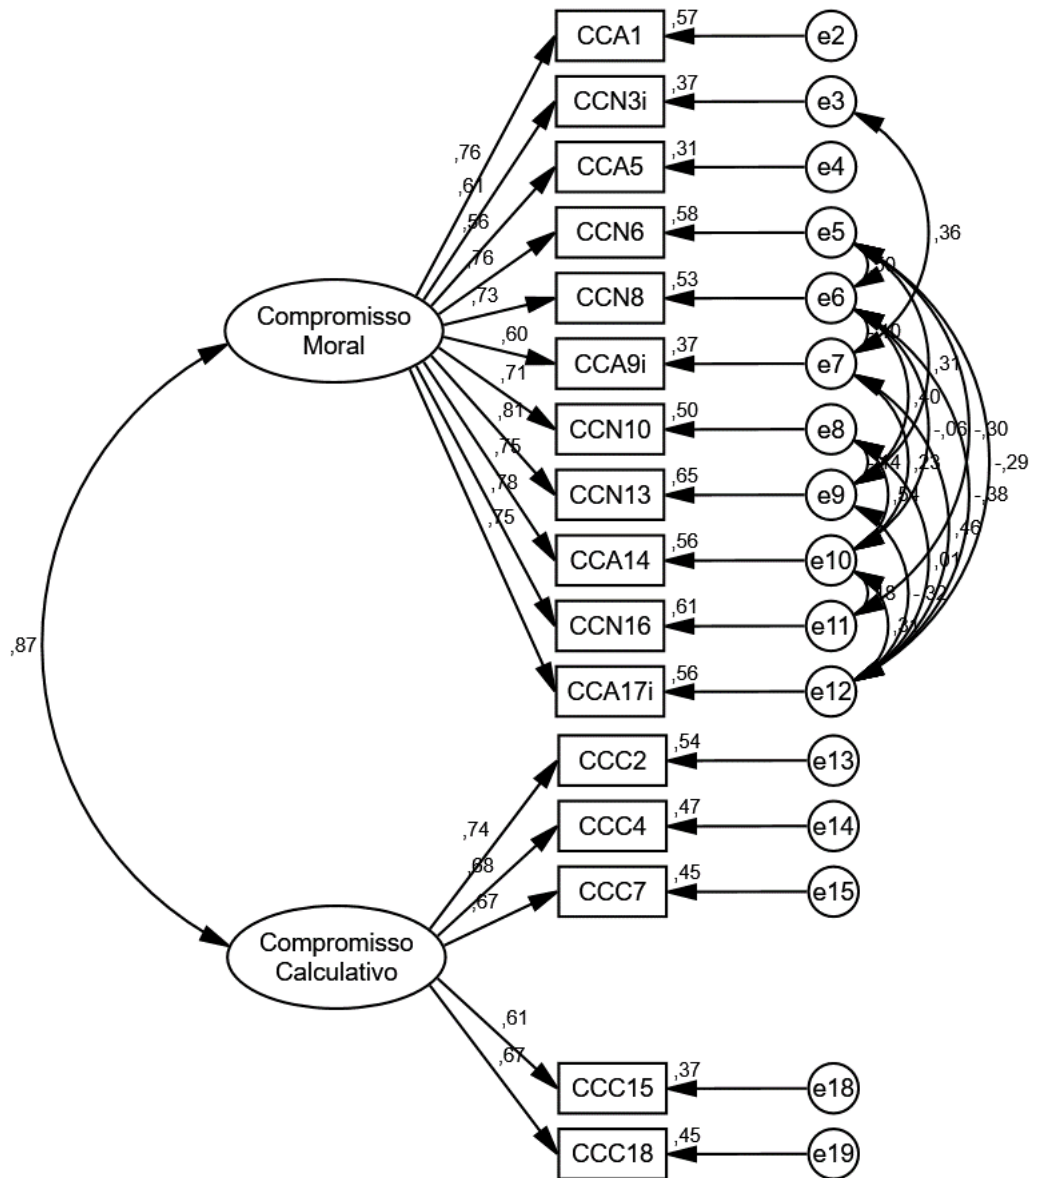 ,57
CCA1
e2
,37
CCN3i
e3
,76
,31
CCA5
e4
,61
,58
CCN6
e5
,36
,56
,76
,53
CCN8
e6
,73
Compromisso
Moral
,60
,37
CCA9i
e7
,31
,71
,40
,81
,50
CCN10
e8
-,06
-,30
,75
,23
-,29
,78
,65
CCN13
e9
,54
-,38
,75
,46
,56
CCA14
e10
,01
-,32
,61
CCN16
e11
,87
,56
CCA17i
e12
,54
CCC2
e13
,74
,47
CCC4
e14
,68
,67
,45
CCC7
e15
Compromisso
Calculativo
,61
,67
,37
CCC15
e18
,45
CCC18
e19